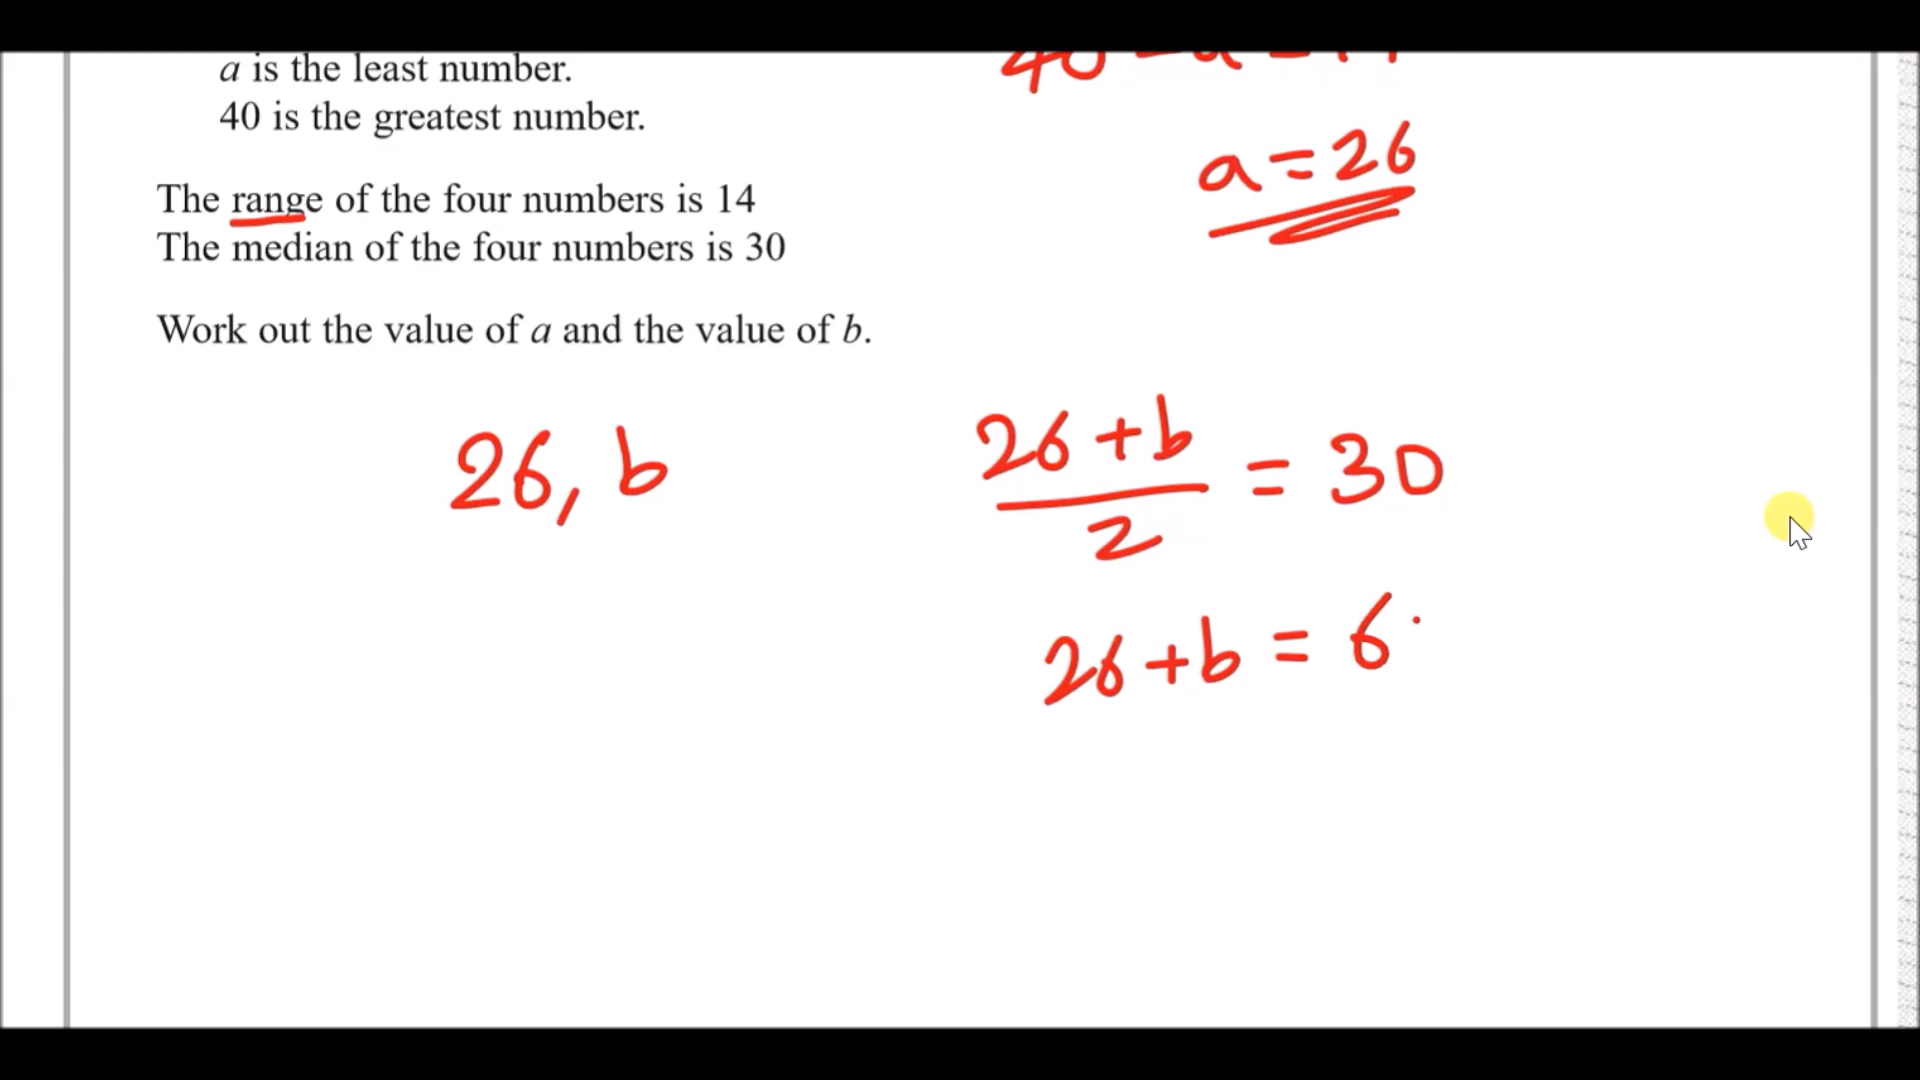 a is the least number.
40 is the greatest number.
a = 26
The range of the four numbers is 14
The median of the four numbers is 30
Work out the value of a and the value of b.
26, b
26 + b
2
= 30
26 + b = 6